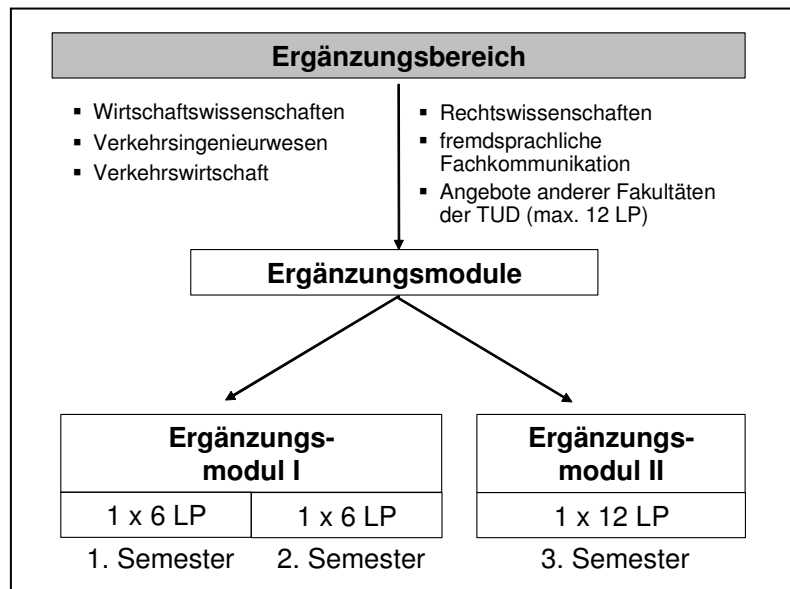 Ergänzungsbereich
▪ Wirtschaftswissenschaften
▪ Verkehrsingenieurwesen
▪ Verkehrswirtschaft
▪ Rechtswissenschaften
▪ fremdsprachliche
Fachkommunikation
▪ Angebote anderer Fakultäten
der TUD (max. 12 LP)
Ergänzungsmodule
Ergänzungs-
modul I
1 x 6 LP
1 x 6 LP
1. Semester
2. Semester
Ergänzungs-
modul II
1 x 12 LP
3. Semester